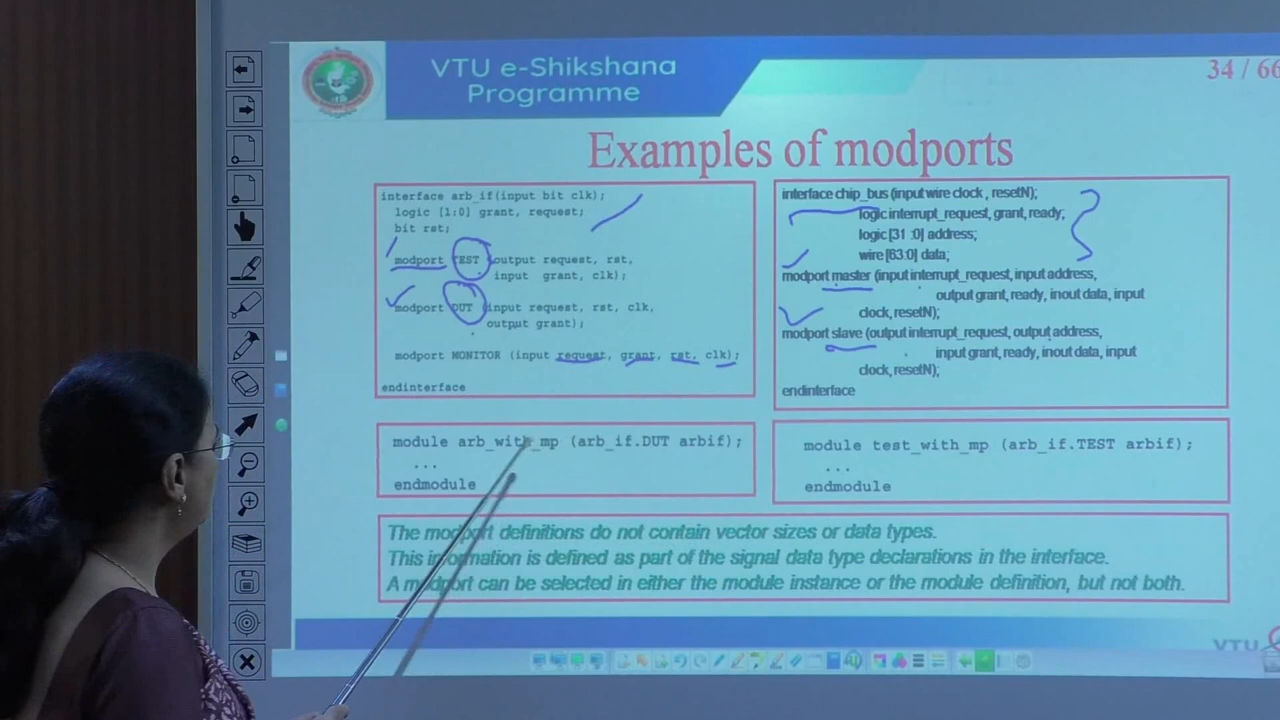 VTU e-Shikshana
Programme
34 / 66
Examples of modports
interface arb_if(input bit clk);
logic [1:0] grant, request;
bit rst;
modport TEST (output request, rst,
input grant, clk);
modport DUT (input request, rst, clk,
output grant);
modport MONITOR (input request, grant, rst, clk);
endinterface
interface chip_bus (input wire clock , resetN);
logic interrupt_request, grant, ready;
logic [31 :0] address;
wire [63:0] data;
modport master (input interrupt_request, input address,
output grant, ready, inout data, input
clock, resetN);
modport slave (output interrupt_request, output address,
input grant, ready, inout data, input
clock, resetN);
endinterface
module arb_with_mp (arb_if.DUT arbif);
...
endmodule
module test_with_mp (arb_if.TEST arbif);
...
endmodule
The modport definitions do not contain vector sizes or data types.
This information is defined as part of the signal data type declarations in the interface.
A modport can be selected in either the module instance or the module definition, but not both.
VTU